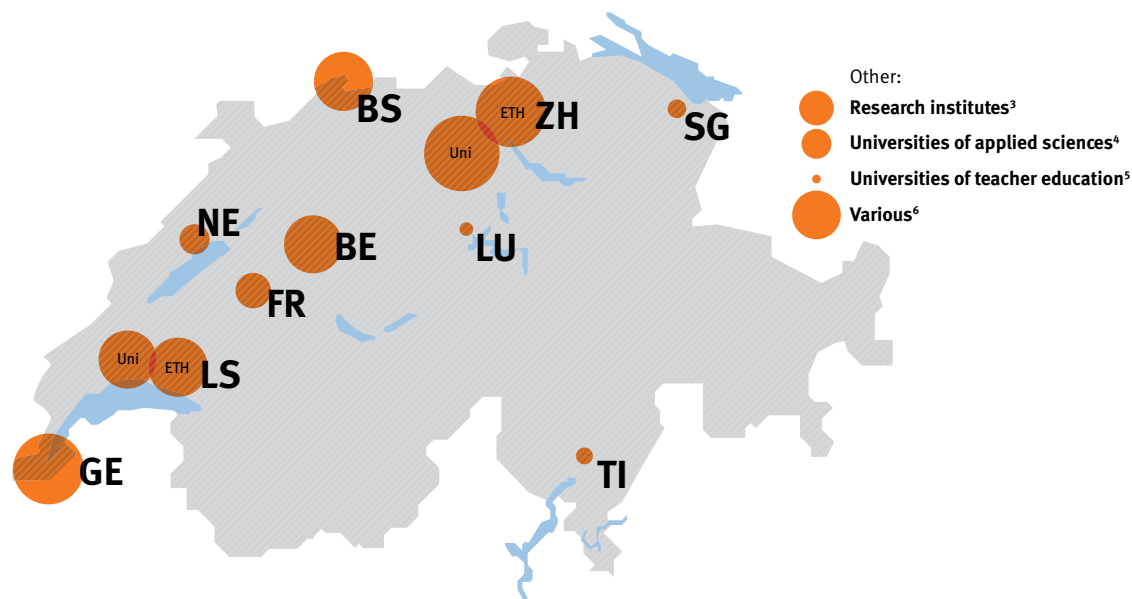 Other:
Research institutes³
Universities of applied sciences⁴
Universities of teacher education⁵
Various⁶
BS
ETH
ZH
Uni
SG
NE
BE
LU
FR
Uni
ETH
LS
GE
TI